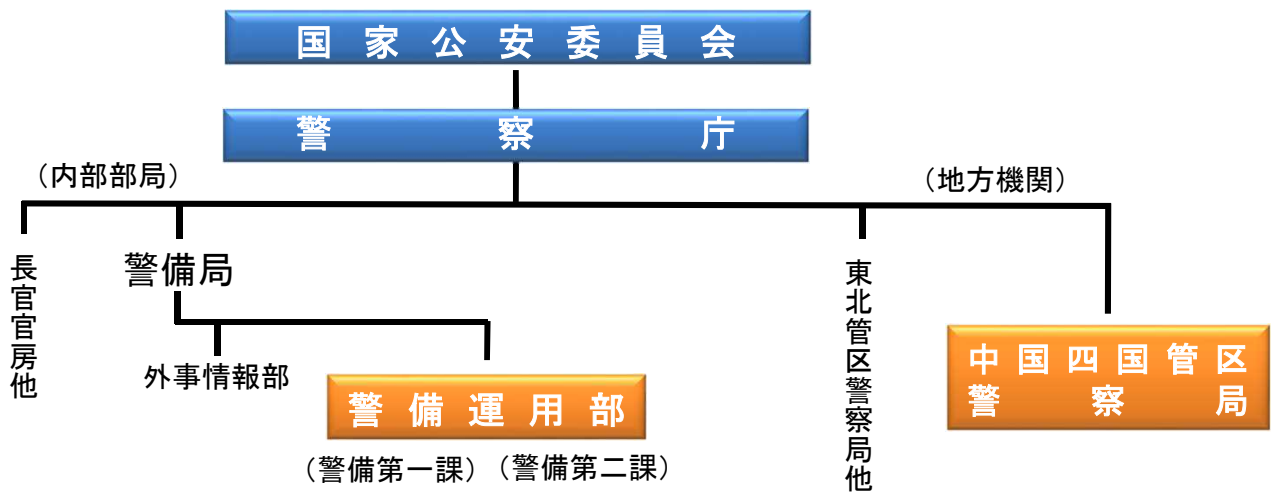 国家公安委員会
警察庁
（内部部局）
（地方機関）
長官官房他
警備局
東北管区警察局他
外事情報部
中国四国管区
警察局
警備運用部
（警備第一課）（警備第二課）